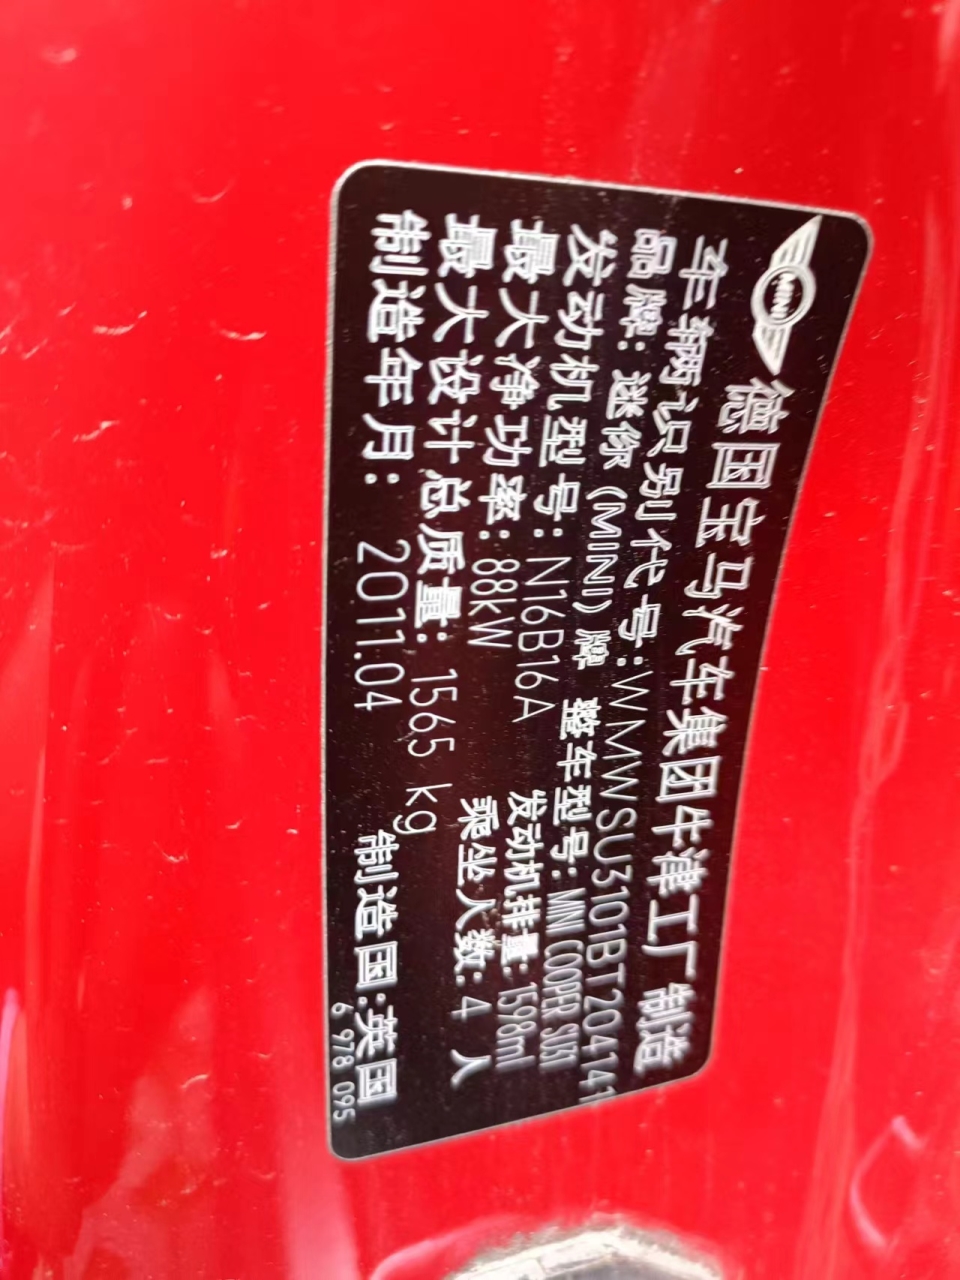 MINI 德国宝马汽车集团牛津工厂 制造
车辆识别代号:WMWSU3101BT204141
品牌: 迷你 (MINI) 牌 整车型号: MINI COOPER SU31
发动机型号: N16B16A 发动机排量: 1598ml
最大净功率: 88kW 乘坐人数: 4 人
最大设计总质量: 1565 kg
制造年月: 2011.04 制造国:英国
6 978 095